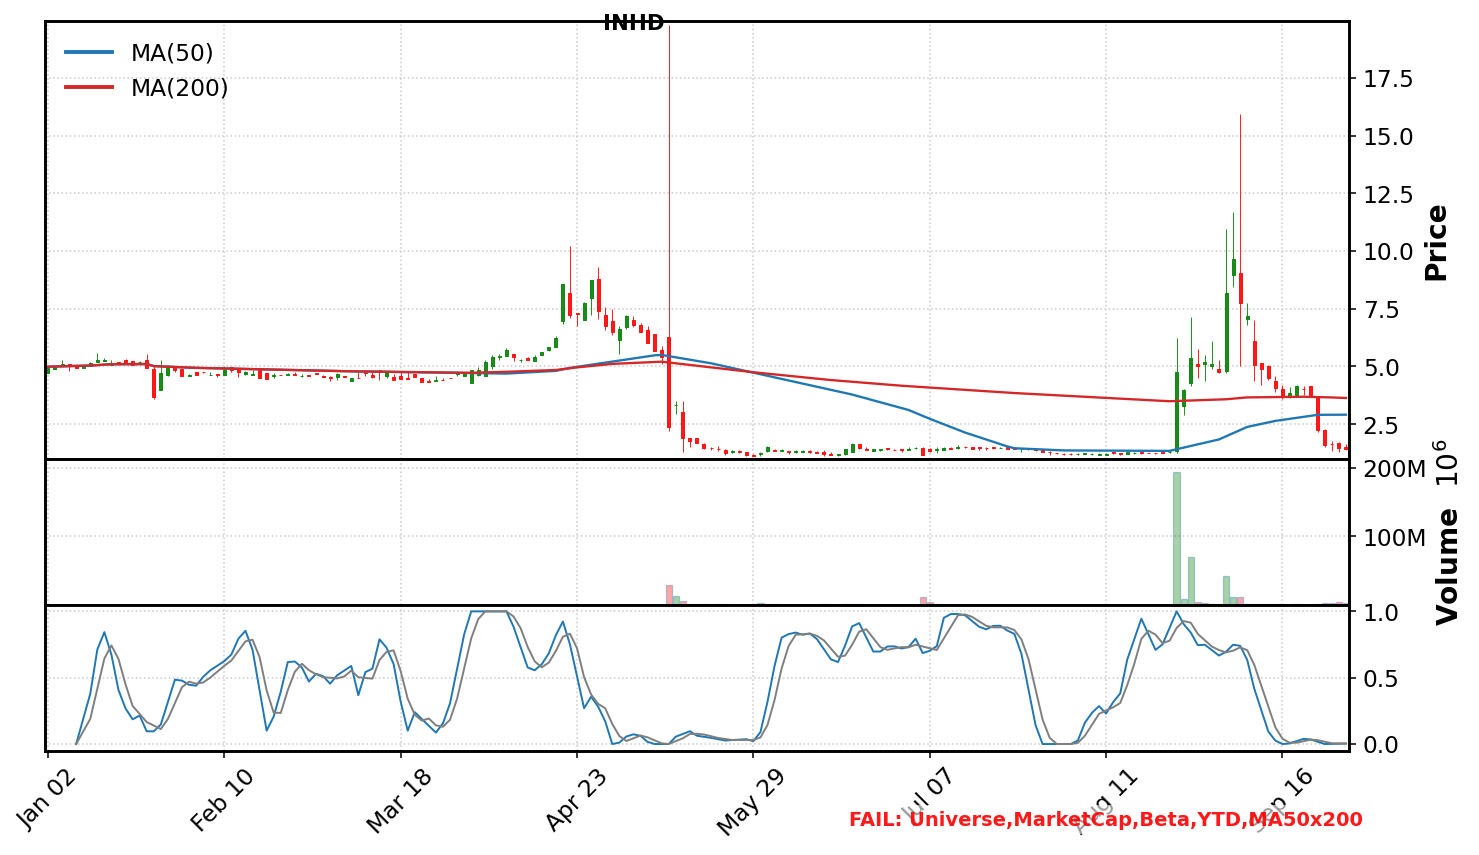 INHD
MA(50)
MA(200)
17.5
15.0
12.5
10.0
7.5
5.0
2.5
Price
200M
100M
Volume 10⁶
1.0
0.5
0.0
Jan 02
Feb 10
Mar 18
Apr 23
May 29
Jul 07
Aug 11
Sep 16
FAIL: Universe,MarketCap,Beta,YTD,MA50x200